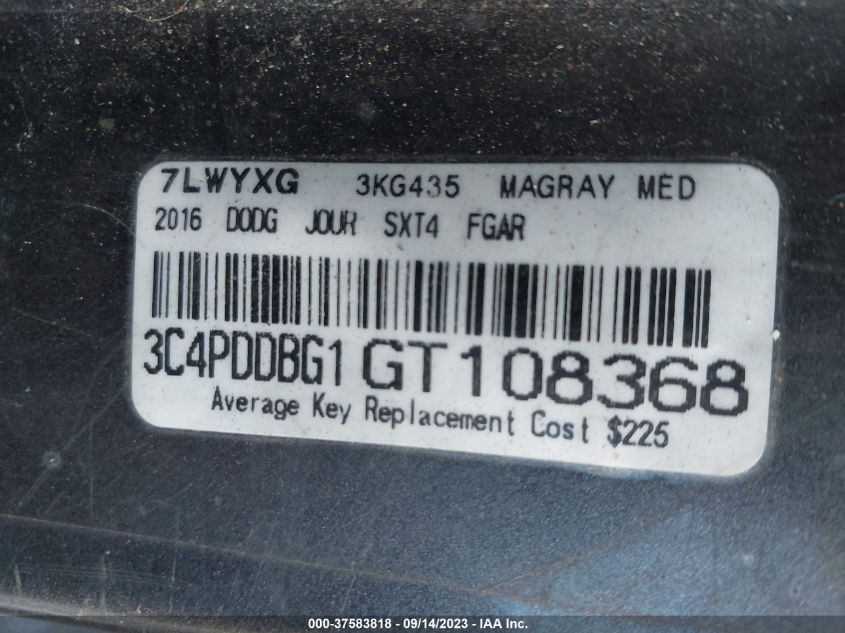 7LWYXG 3KG435 MAGRAY MED
2016 DODG JOUR SXT4 FGAR
3C4PDDBG1GT108368
Average Key Replacement Cost $225
000-37583818 - 09/14/2023 - IAA Inc.